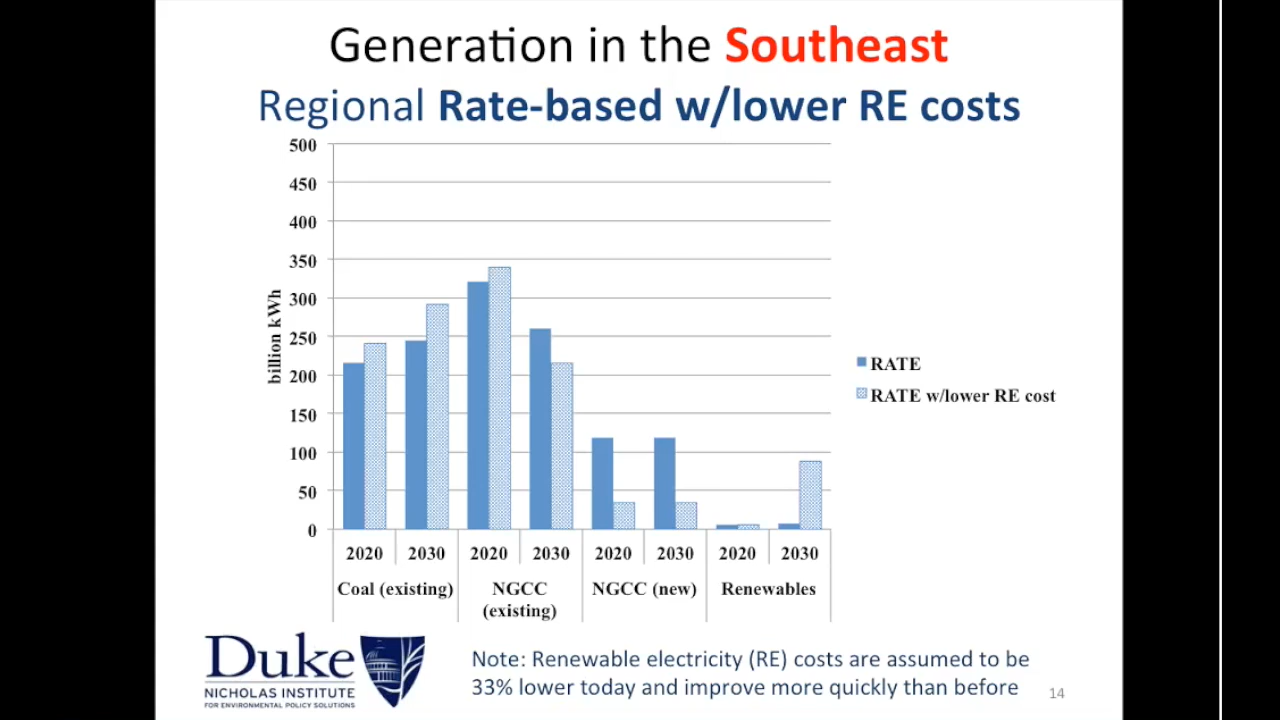 Generation in the Southeast
Regional Rate-based w/lower RE costs
500
450
400
350
300
250
200
150
100
50
0
billion kWh
2020 2030 2020 2030 2020 2030 2020 2030
Coal (existing) NGCC (existing) NGCC (new) Renewables
RATE
RATE w/lower RE cost
Duke
NICHOLAS INSTITUTE
FOR ENVIRONMENTAL POLICY SOLUTIONS
Note: Renewable electricity (RE) costs are assumed to be
33% lower today and improve more quickly than before
14